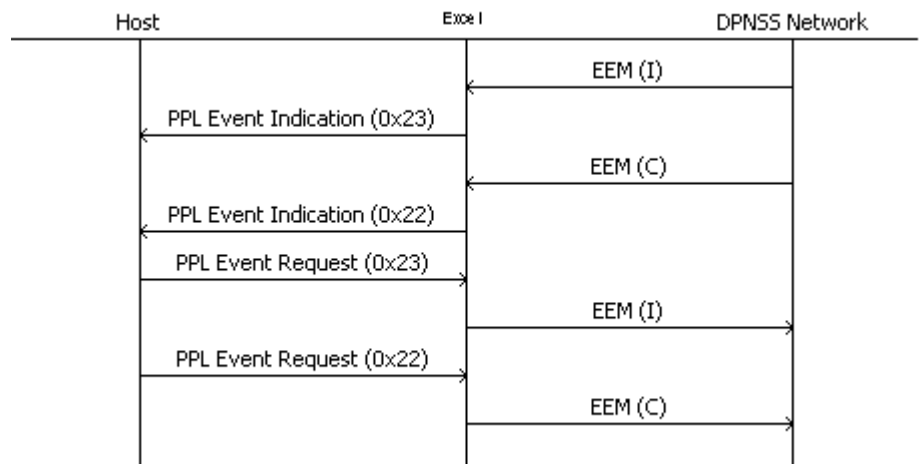 Host Excel DPNSS Network
EEM (I)
PPL Event Indication (0x23)
EEM (C)
PPL Event Indication (0x22)
PPL Event Request (0x23)
EEM (I)
PPL Event Request (0x22)
EEM (C)